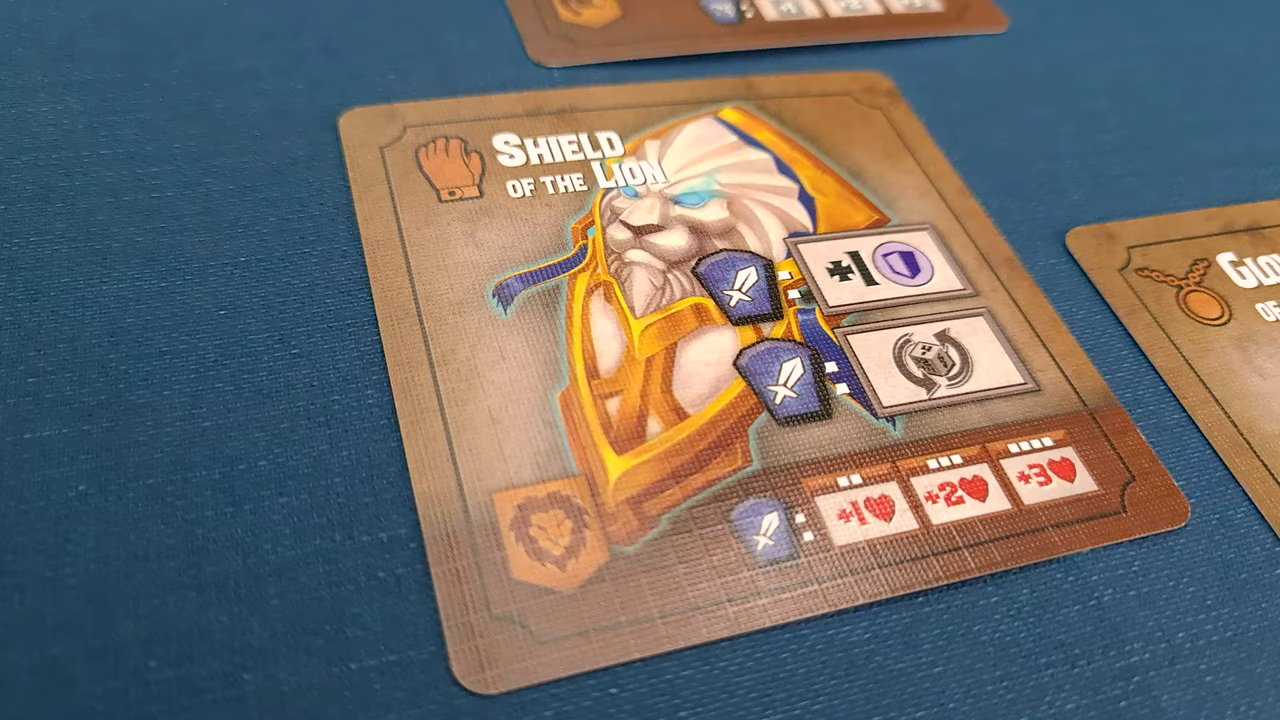 SHIELD
OF THE LION
+1
+1
+2
+3